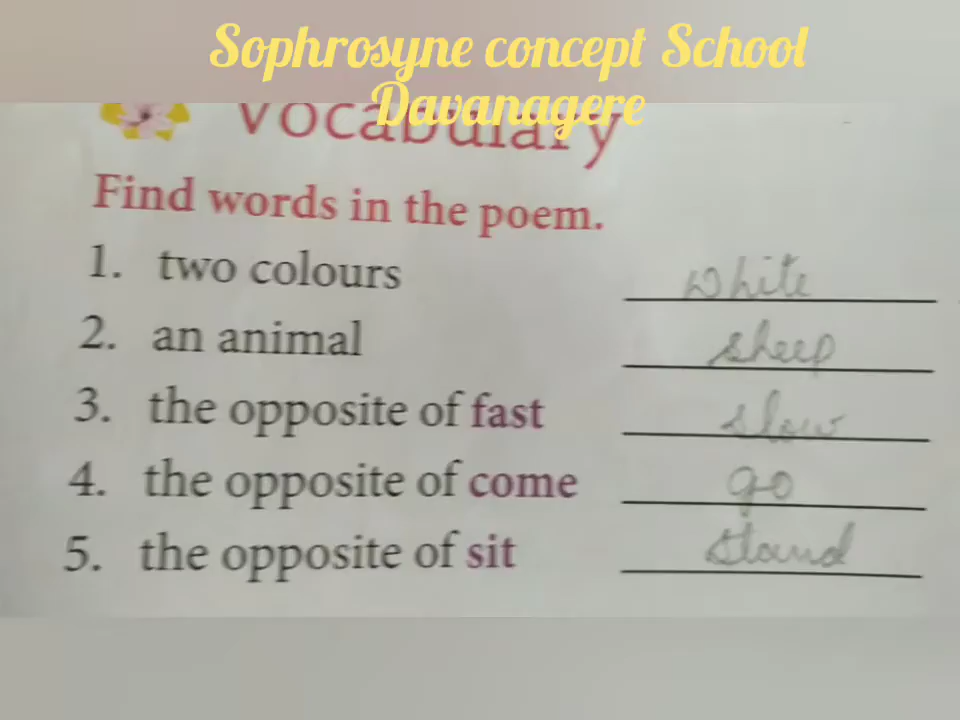 Sophrosyne concept School
Davanagere
Vocabulary
Find words in the poem.
1. two colours white
2. an animal sheep
3. the opposite of fast slow
4. the opposite of come go
5. the opposite of sit stand